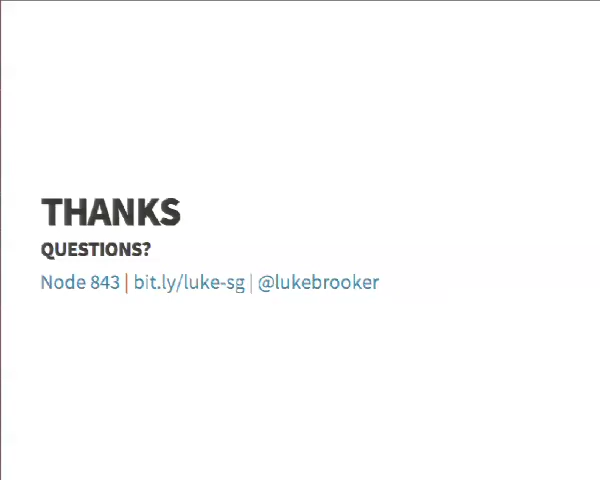 THANKS
QUESTIONS?
Node 843 | bit.ly/luke-sg | @lukebrooker